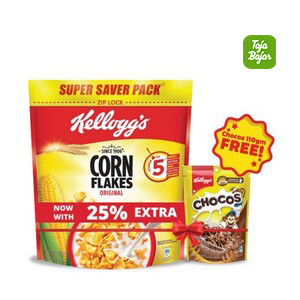 Taja Bajar
SUPER SAVER PACK
ZIP LOCK
Kellogg's
SINCE 1906
CORN
FLAKES
ORIGINAL
5
NOW
WITH
25% EXTRA
Chocos 110gm
FREE!
Kellogg's
CHOCOS